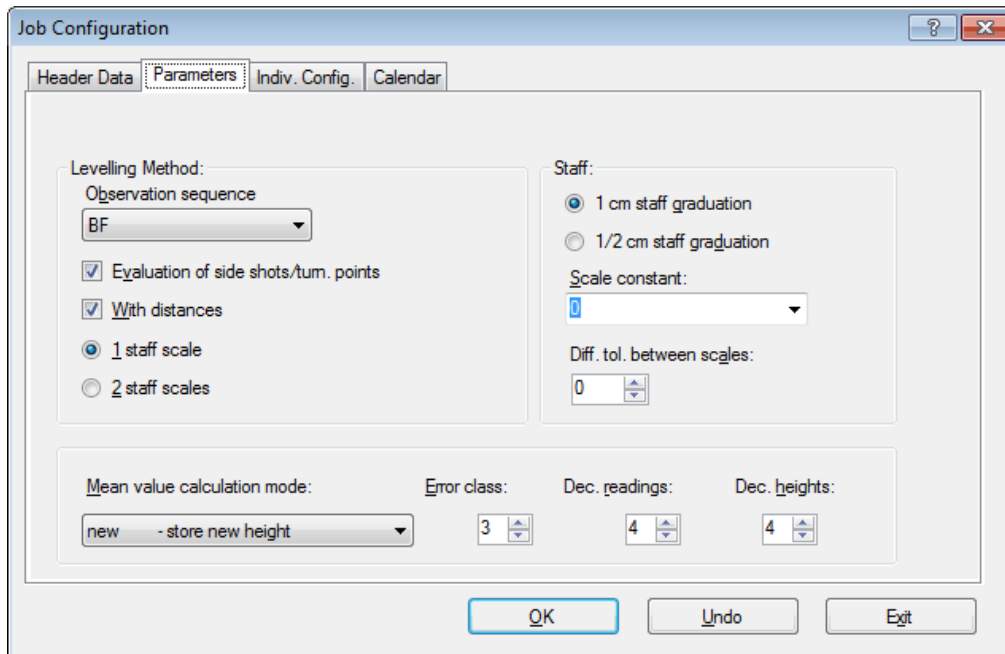 Job Configuration
Header Data Parameters Indiv. Config. Calendar
Levelling Method:
Observation sequence
BF
Evaluation of side shots/turn. points
With distances
1 staff scale
2 staff scales
Staff:
1 cm staff graduation
1/2 cm staff graduation
Scale constant:
0
Diff. tol. between scales:
0
Mean value calculation mode: Error class: Dec. readings: Dec. heights:
new - store new height 3 4 4
OK Undo Exit